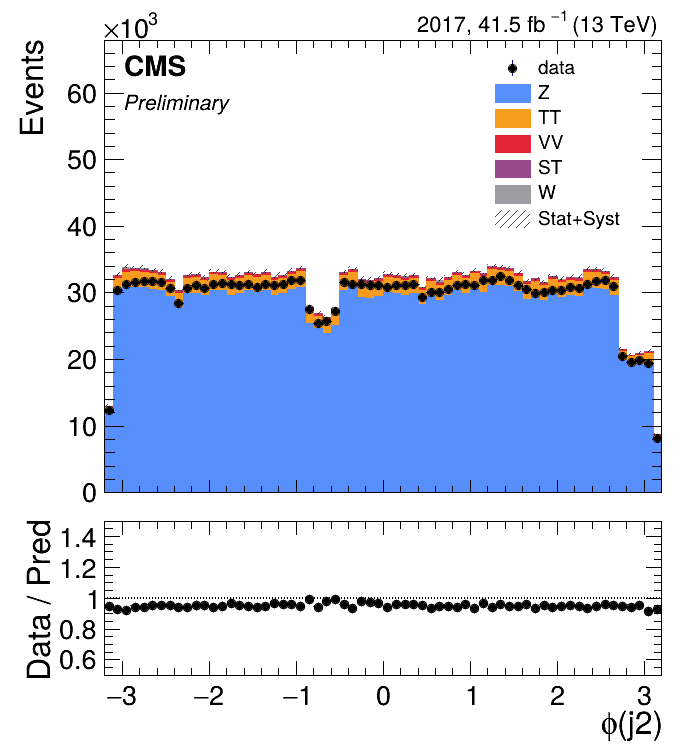 ×10³
2017, 41.5 fb⁻¹ (13 TeV)
Events
CMS
Preliminary
data
Z
TT
VV
ST
W
Stat+Syst
60
50
40
30
20
10
0
Data / Pred
1.4
1.2
1
0.8
0.6
−3 −2 −1 0 1 2 3
ϕ(j2)